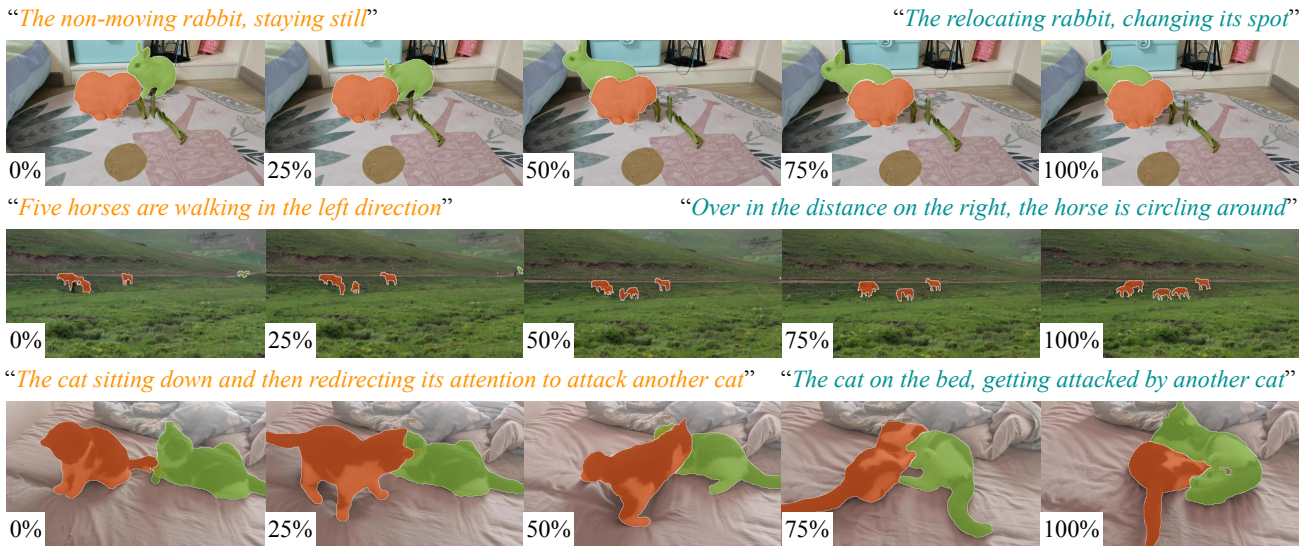 “The non-moving rabbit, staying still” “The relocating rabbit, changing its spot”
0% 25% 50% 75% 100%
“Five horses are walking in the left direction” “Over in the distance on the right, the horse is circling around”
0% 25% 50% 75% 100%
“The cat sitting down and then redirecting its attention to attack another cat” “The cat on the bed, getting attacked by another cat”
0% 25% 50% 75% 100%